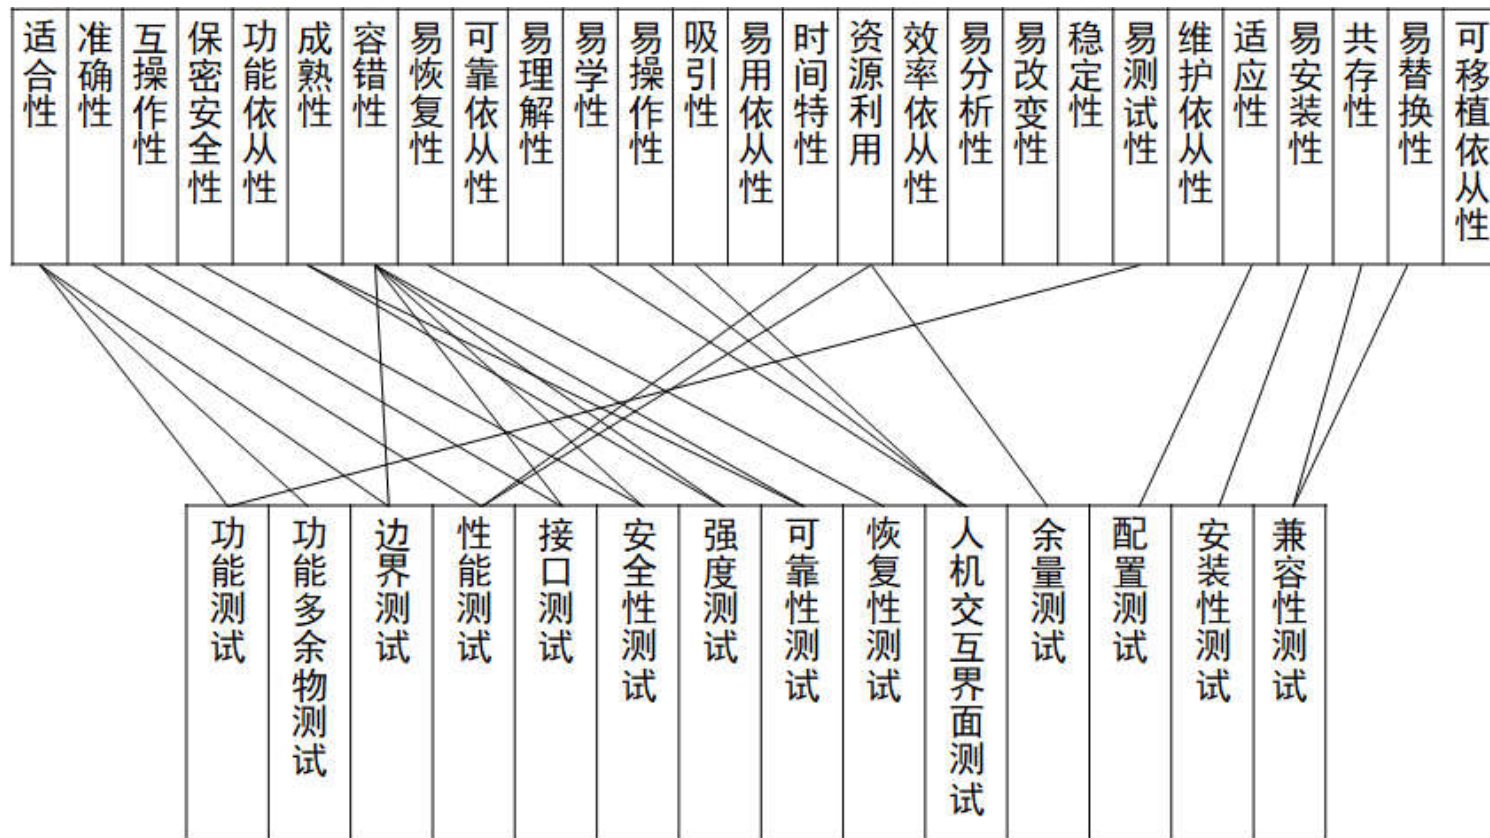 适合性
准确性
互操作性
保密安全性
功能依从性
成熟性
容错性
易恢复性
可靠依从性
易理解性
易学性
易操作性
吸引性
易用依从性
时间特性
资源利用
效率依从性
易分析性
易改变性
稳定性
易测试性
维护依从性
适应性
易安装性
共存性
易替换性
可移植依从性
功能测试
功能多余物测试
边界测试
性能测试
接口测试
安全性测试
强度测试
可靠性测试
恢复性测试
人机交互界面测试
余量测试
配置测试
安装性测试
兼容性测试